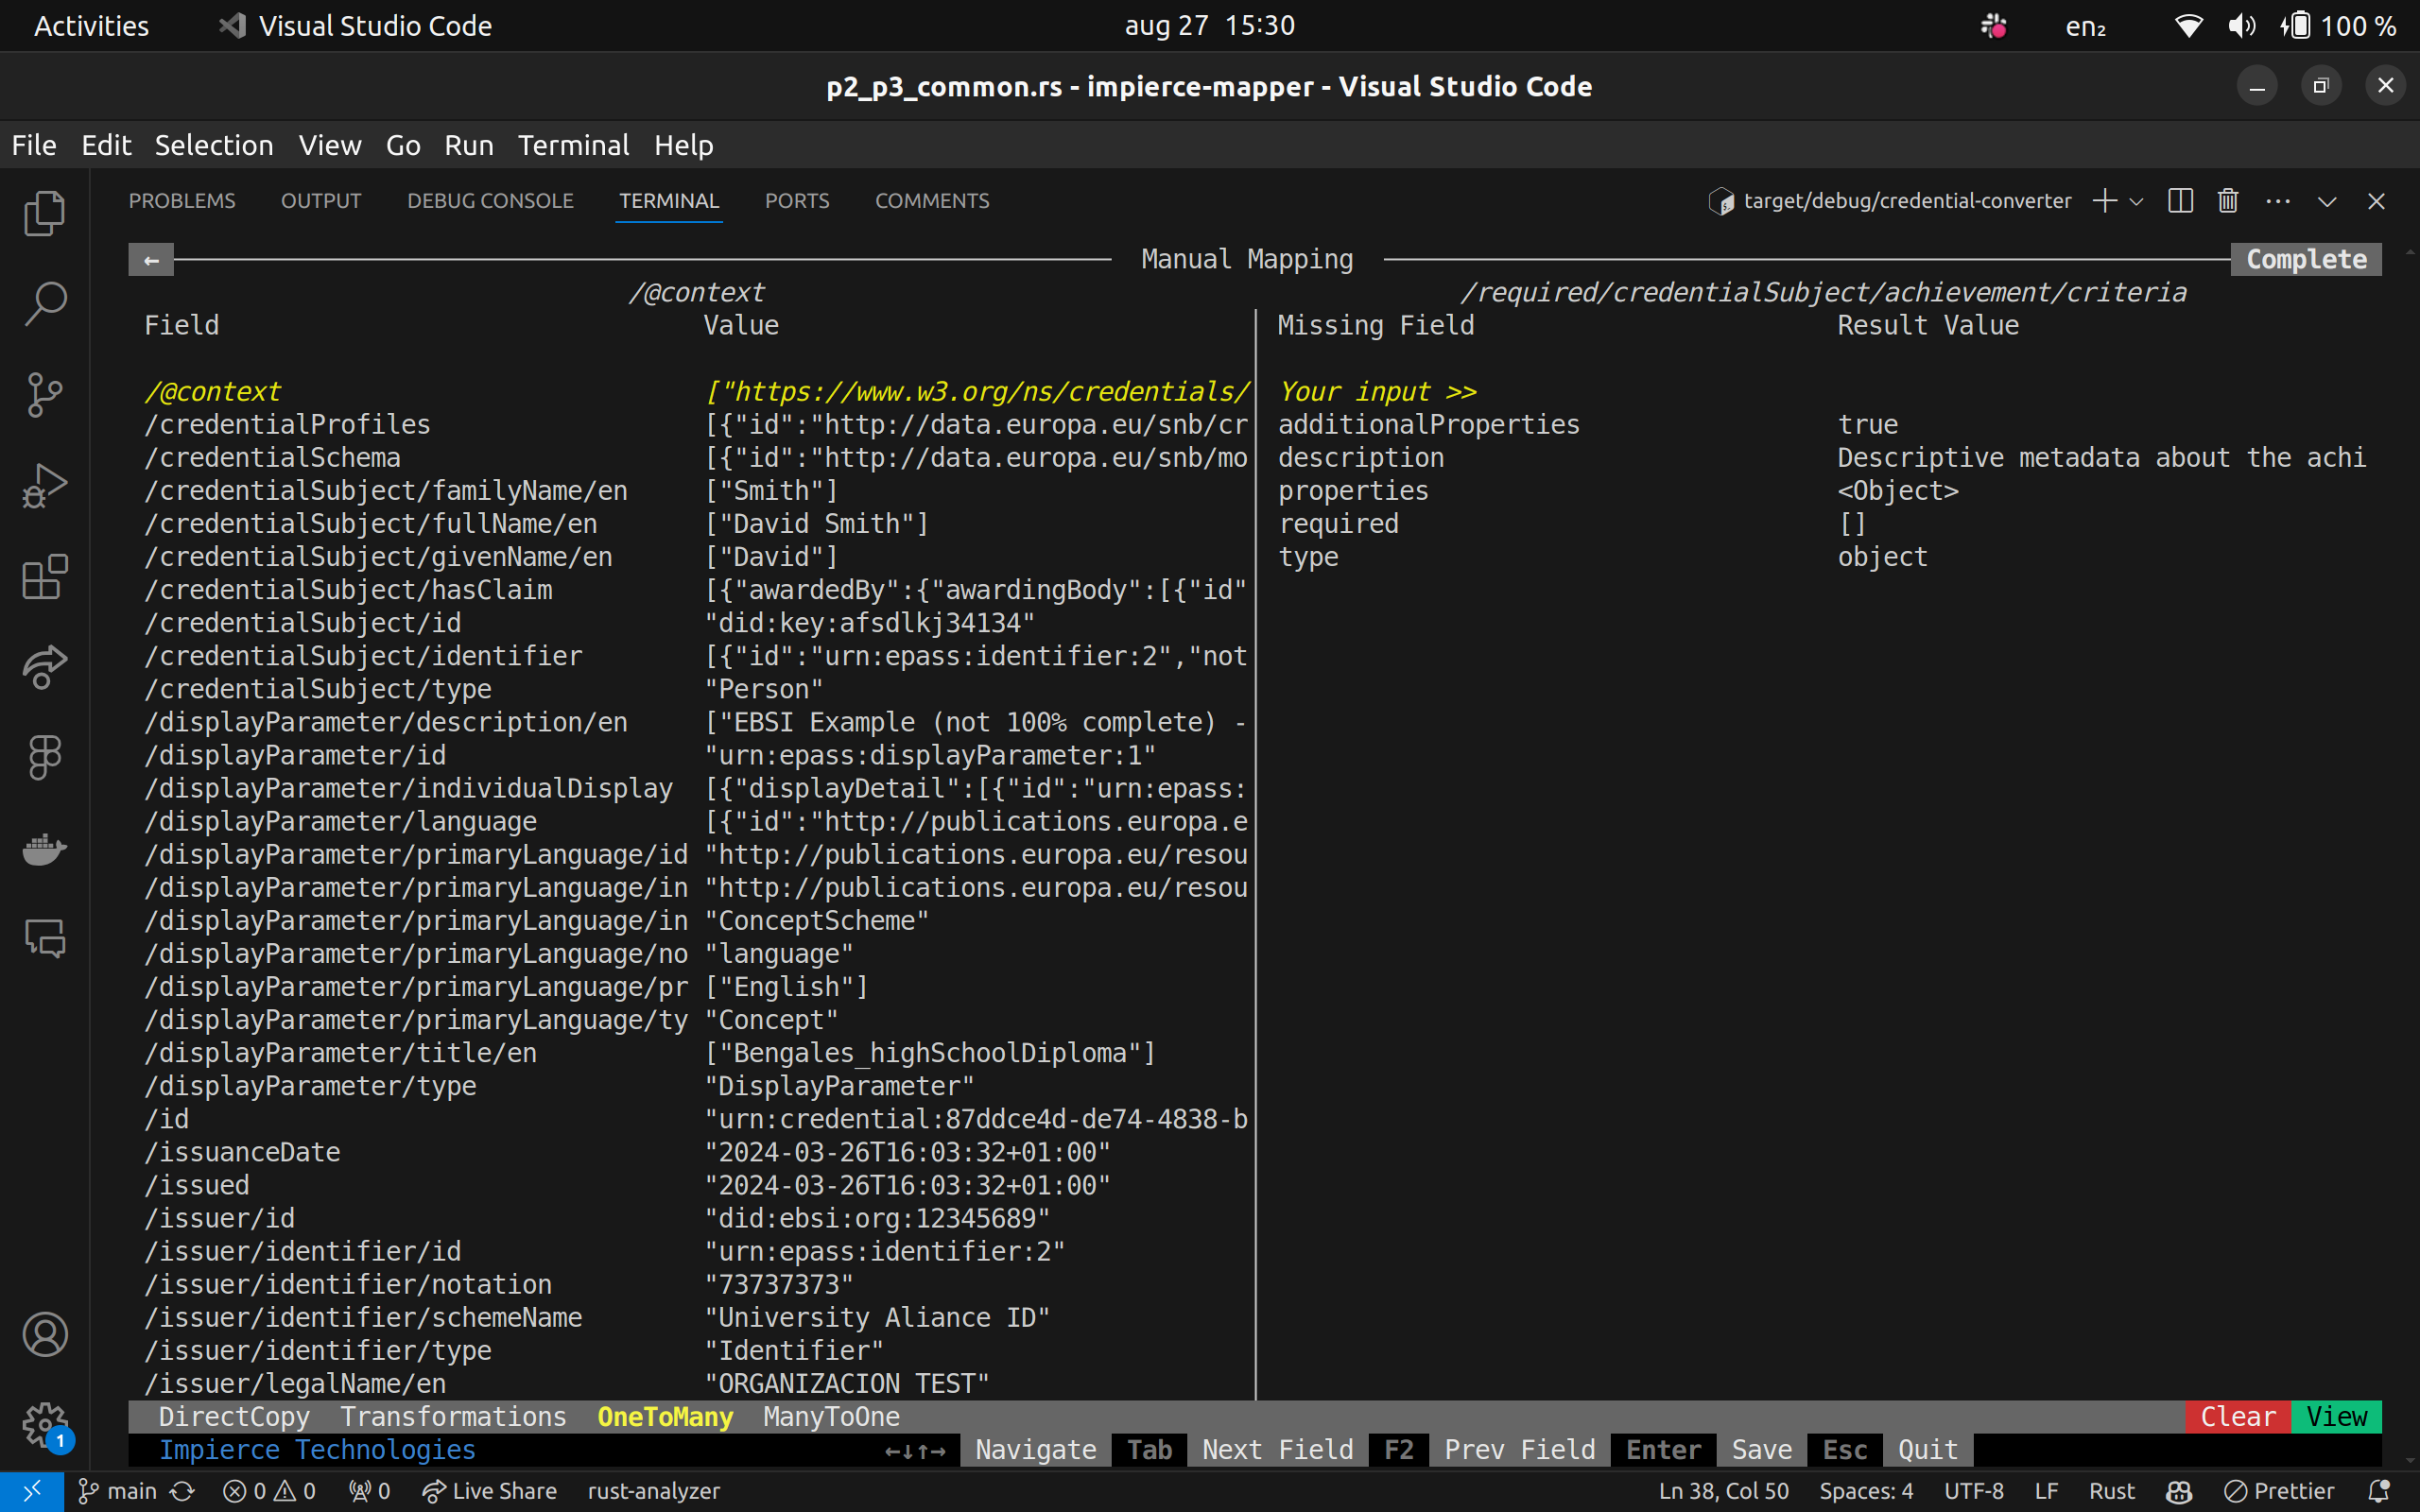 Activities Visual Studio Code aug 27 15:30 en₂ 100 %
p2_p3_common.rs - impierce-mapper - Visual Studio Code
File Edit Selection View Go Run Terminal Help
PROBLEMS OUTPUT DEBUG CONSOLE TERMINAL PORTS COMMENTS target/debug/credential-converter
← Manual Mapping Complete
/@context /required/credentialSubject/achievement/criteria
Field Value Missing Field Result Value
/@context ["https://www.w3.org/ns/credentials/ Your input >>
/credentialProfiles [{"id":"http://data.europa.eu/snb/cr additionalProperties true
/credentialSchema [{"id":"http://data.europa.eu/snb/mo description Descriptive metadata about the achi
/credentialSubject/familyName/en ["Smith"] properties <Object>
/credentialSubject/fullName/en ["David Smith"] required []
/credentialSubject/givenName/en ["David"] type object
/credentialSubject/hasClaim [{"awardedBy":{"awardingBody":[{"id"
/credentialSubject/id "did:key:afsdlkj34134"
/credentialSubject/identifier [{"id":"urn:epass:identifier:2","not
/credentialSubject/type "Person"
/displayParameter/description/en ["EBSI Example (not 100% complete) -
/displayParameter/id "urn:epass:displayParameter:1"
/displayParameter/individualDisplay [{"displayDetail":[{"id":"urn:epass:
/displayParameter/language [{"id":"http://publications.europa.e
/displayParameter/primaryLanguage/id "http://publications.europa.eu/resou
/displayParameter/primaryLanguage/in "http://publications.europa.eu/resou
/displayParameter/primaryLanguage/in "ConceptScheme"
/displayParameter/primaryLanguage/no "language"
/displayParameter/primaryLanguage/pr ["English"]
/displayParameter/primaryLanguage/ty "Concept"
/displayParameter/title/en ["Bengales_highSchoolDiploma"]
/displayParameter/type "DisplayParameter"
/id "urn:credential:87ddce4d-de74-4838-b
/issuanceDate "2024-03-26T16:03:32+01:00"
/issued "2024-03-26T16:03:32+01:00"
/issuer/id "did:ebsi:org:12345689"
/issuer/identifier/id "urn:epass:identifier:2"
/issuer/identifier/notation "73737373"
/issuer/identifier/schemeName "University Aliance ID"
/issuer/identifier/type "Identifier"
/issuer/legalName/en "ORGANIZACION TEST"
DirectCopy Transformations OneToMany ManyToOne Clear View
1
Impierce Technologies ←↓↑→ Navigate Tab Next Field F2 Prev Field Enter Save Esc Quit
main 0 0 0 Live Share rust-analyzer Ln 38, Col 50 Spaces: 4 UTF-8 LF Rust Prettier